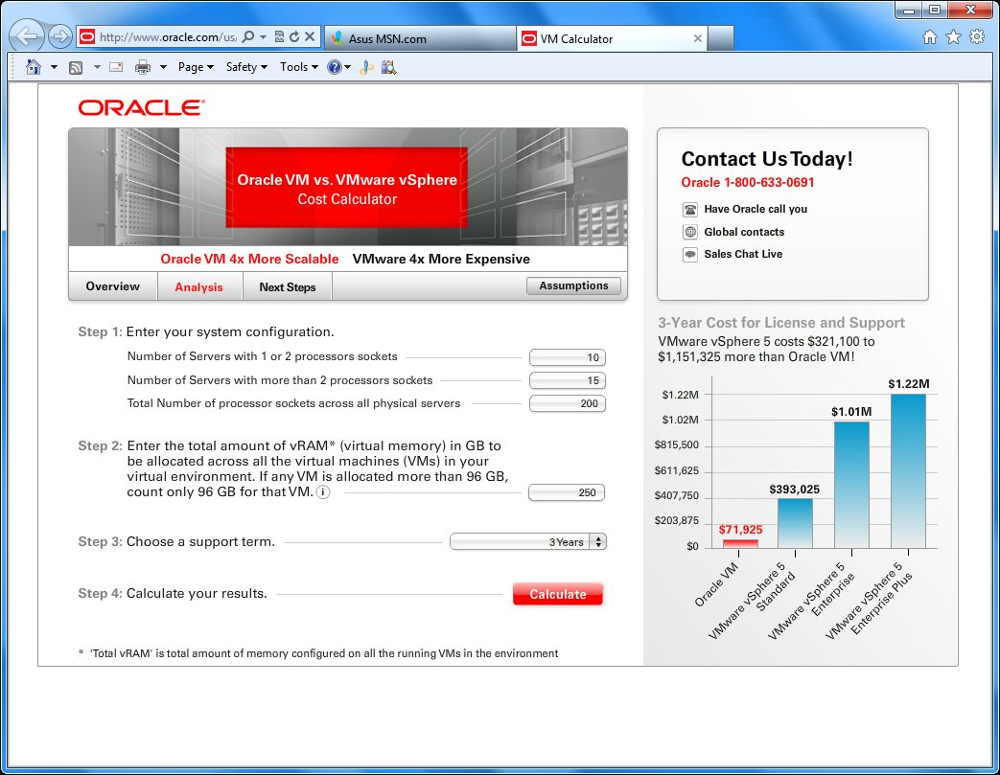 http://www.oracle.com/us/
Asus MSN.com
VM Calculator
Page
Safety
Tools
ORACLE
Oracle VM vs. VMware vSphere
Cost Calculator
Oracle VM 4x More Scalable VMware 4x More Expensive
Overview
Analysis
Next Steps
Assumptions
Step 1: Enter your system configuration.
Number of Servers with 1 or 2 processors sockets 10
Number of Servers with more than 2 processors sockets 15
Total Number of processor sockets across all physical servers 200
Step 2: Enter the total amount of vRAM* (virtual memory) in GB to
be allocated across all the virtual machines (VMs) in your
virtual environment. If any VM is allocated more than 96 GB,
count only 96 GB for that VM. i 250
Step 3: Choose a support term. 3 Years
Step 4: Calculate your results. Calculate
* 'Total vRAM' is total amount of memory configured on all the running VMs in the environment
Contact Us Today!
Oracle 1-800-633-0691
Have Oracle call you
Global contacts
Sales Chat Live
3-Year Cost for License and Support
VMware vSphere 5 costs $321,100 to
$1,151,325 more than Oracle VM!
$1.22M
$1.02M
$815,500
$611,625
$407,750
$203,875
$0
$71,925
$393,025
$1.01M
$1.22M
Oracle VM
VMware vSphere 5
Standard
VMware vSphere 5
Enterprise
VMware vSphere 5
Enterprise Plus